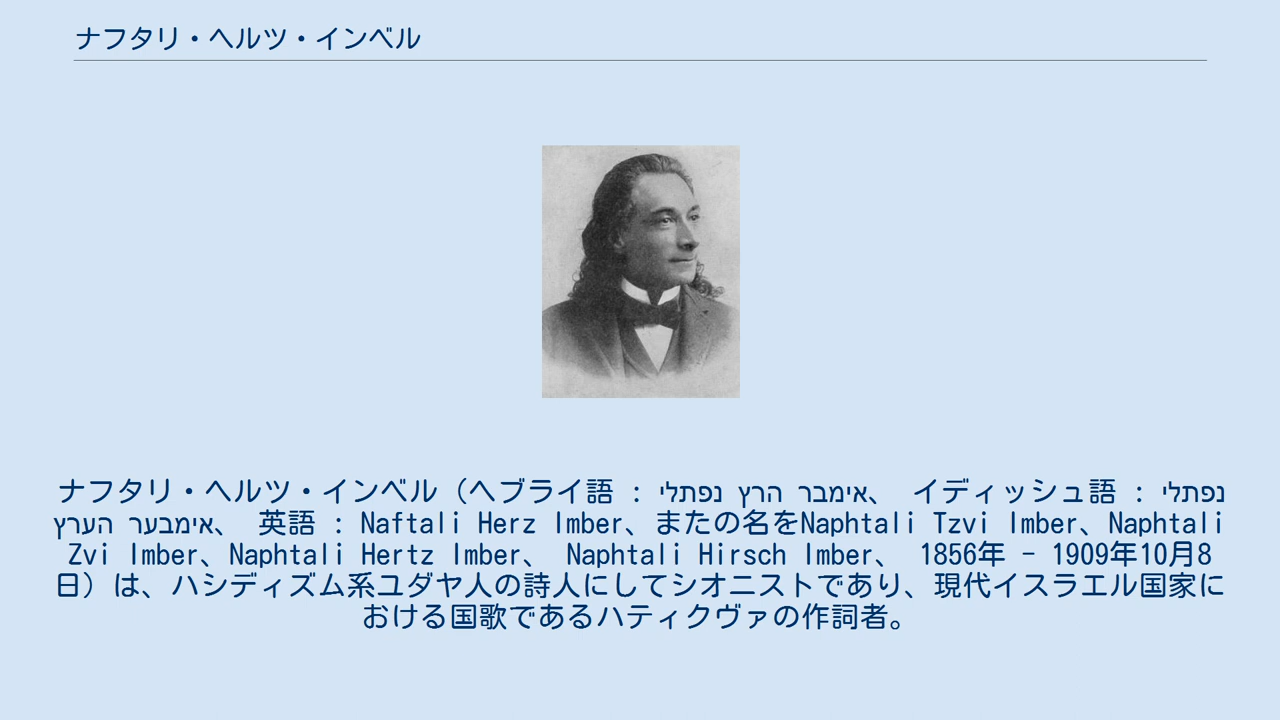 ナフタリ・ヘルツ・インベル
ナフタリ・ヘルツ・インベル（ヘブライ語 : נפתלי הרץ אימבר、 イディッシュ語 : נפתלי
הערץ אימבער、 英語 : Naftali Herz Imber、またの名をNaphtali Tzvi Imber、Naphtali
Zvi Imber、Naphtali Hertz Imber、 Naphtali Hirsch Imber、 1856年 - 1909年10月8
日）は、ハシディズム系ユダヤ人の詩人にしてシオニストであり、現代イスラエル国家に
おける国歌であるハティクヴァの作詞者。